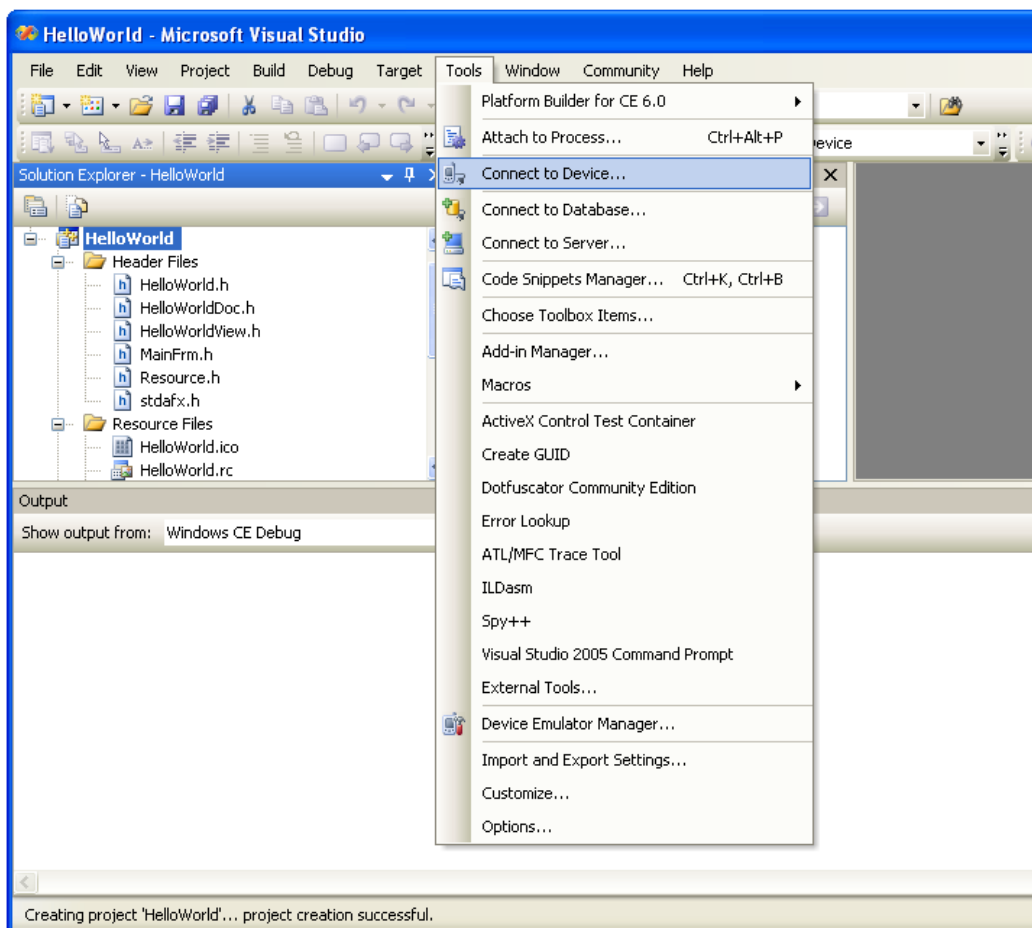 HelloWorld - Microsoft Visual Studio
File Edit View Project Build Debug Target Tools Window Community Help
Platform Builder for CE 6.0
Attach to Process... Ctrl+Alt+P
Connect to Device...
Connect to Database...
Connect to Server...
Code Snippets Manager... Ctrl+K, Ctrl+B
Choose Toolbox Items...
Add-in Manager...
Macros
ActiveX Control Test Container
Create GUID
Dotfuscator Community Edition
Error Lookup
ATL/MFC Trace Tool
ILDasm
Spy++
Visual Studio 2005 Command Prompt
External Tools...
Device Emulator Manager...
Import and Export Settings...
Customize...
Options...
Solution Explorer - HelloWorld
HelloWorld
Header Files
HelloWorld.h
HelloWorldDoc.h
HelloWorldView.h
MainFrm.h
Resource.h
stdafx.h
Resource Files
HelloWorld.ico
HelloWorld.rc
Output
Show output from: Windows CE Debug
Creating project 'HelloWorld'... project creation successful.